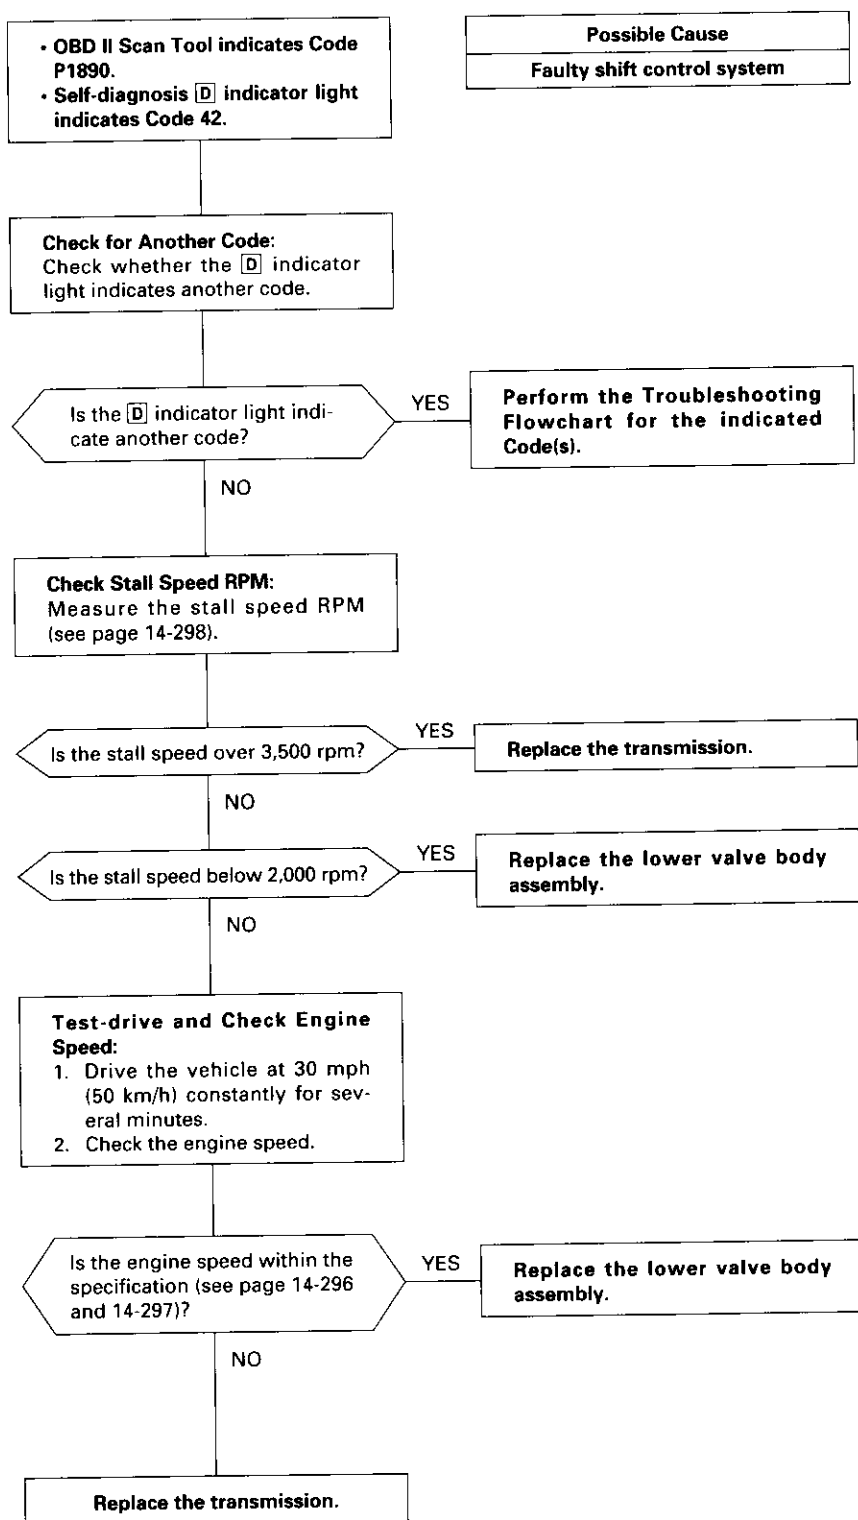 • OBD II Scan Tool indicates Code
P1890.
• Self-diagnosis D indicator light
indicates Code 42.
Possible Cause
Faulty shift control system
Check for Another Code:
Check whether the D indicator
light indicates another code.
Is the D indicator light indi-
cate another code?
YES
Perform the Troubleshooting
Flowchart for the indicated
Code(s).
NO
Check Stall Speed RPM:
Measure the stall speed RPM
(see page 14-298).
Is the stall speed over 3,500 rpm?
YES
Replace the transmission.
NO
Is the stall speed below 2,000 rpm?
YES
Replace the lower valve body
assembly.
NO
Test-drive and Check Engine
Speed:
1. Drive the vehicle at 30 mph
(50 km/h) constantly for sev-
eral minutes.
2. Check the engine speed.
Is the engine speed within the
specification (see page 14-296
and 14-297)?
YES
Replace the lower valve body
assembly.
NO
Replace the transmission.